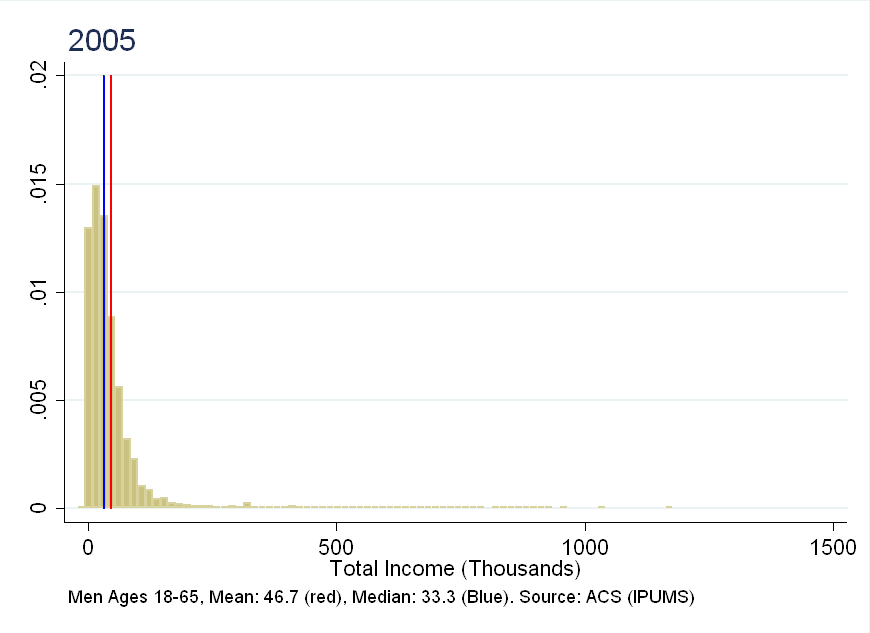 2005
.02
.015
.01
.005
0
0 500 1000 1500
Total Income (Thousands)
Men Ages 18-65, Mean: 46.7 (red), Median: 33.3 (Blue). Source: ACS (IPUMS)